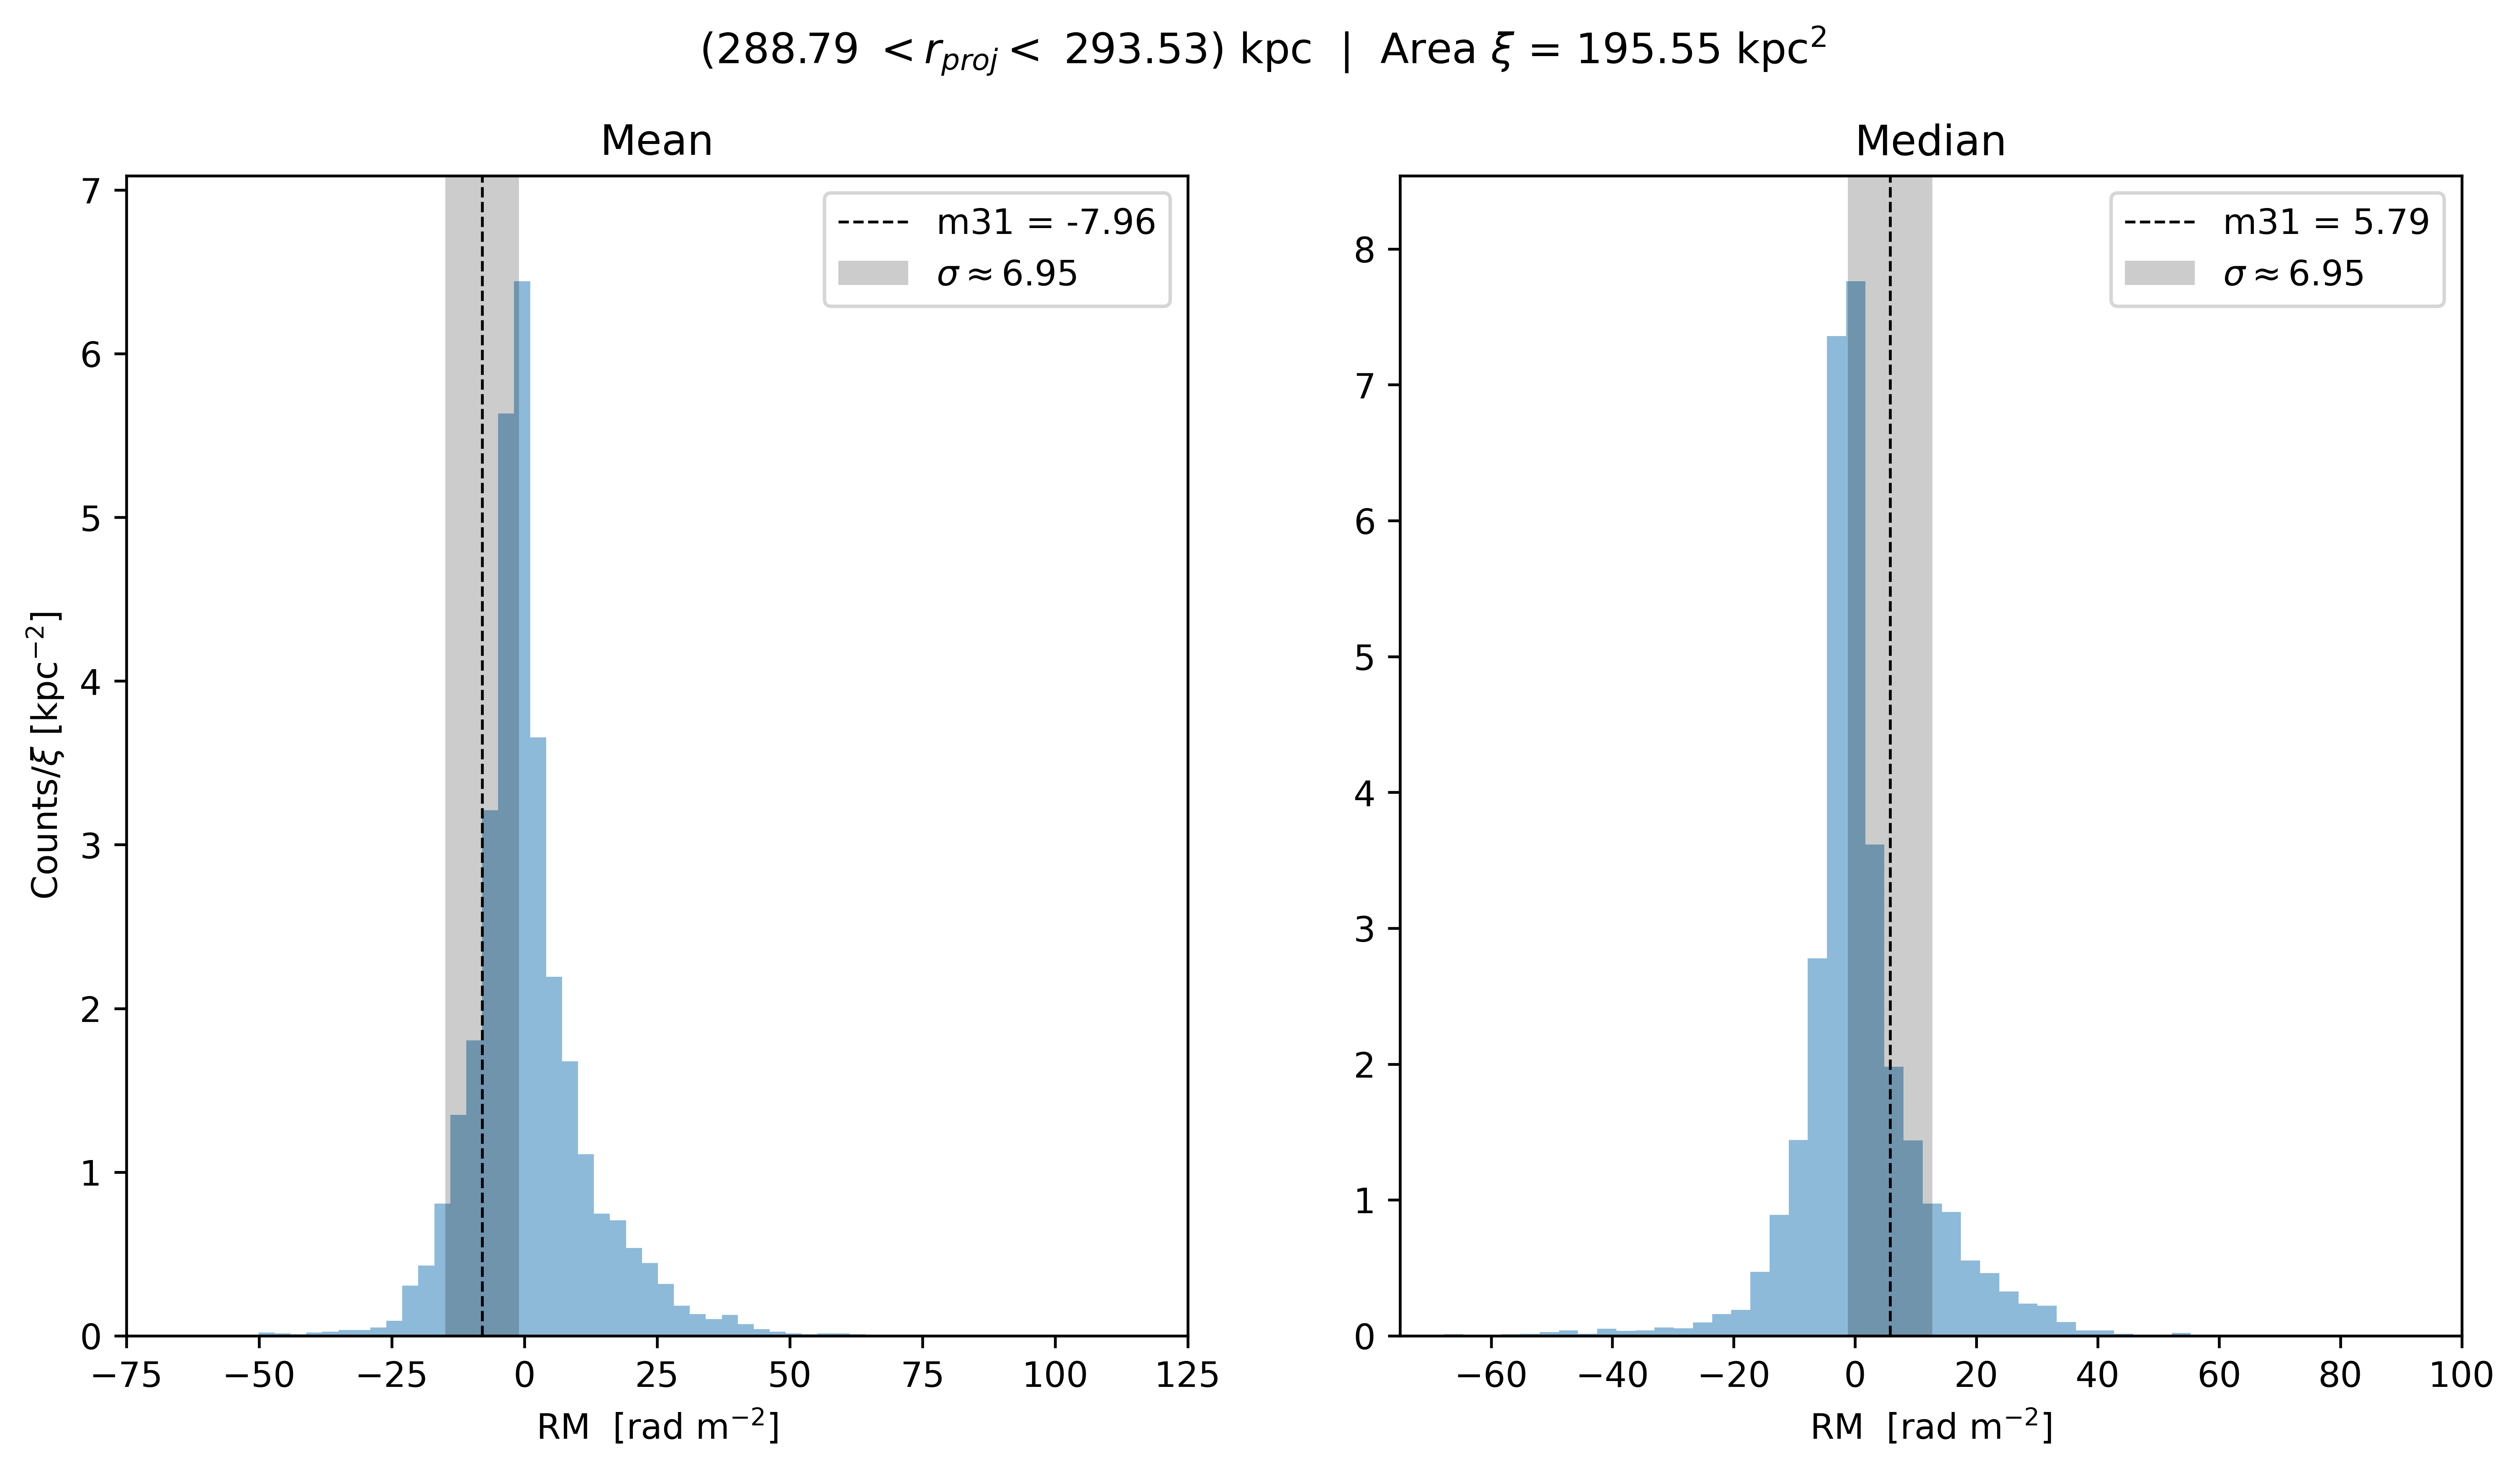 (288.79 < r_proj < 293.53) kpc | Area ξ = 195.55 kpc²
Mean
7
6
5
4
3
2
1
0
Counts/ξ [kpc⁻²]
m31 = -7.96
σ ≈ 6.95
−75 −50 −25 0 25 50 75 100 125
RM [rad m⁻²]
Median
8
7
6
5
4
3
2
1
0
m31 = 5.79
σ ≈ 6.95
−60 −40 −20 0 20 40 60 80 100
RM [rad m⁻²]